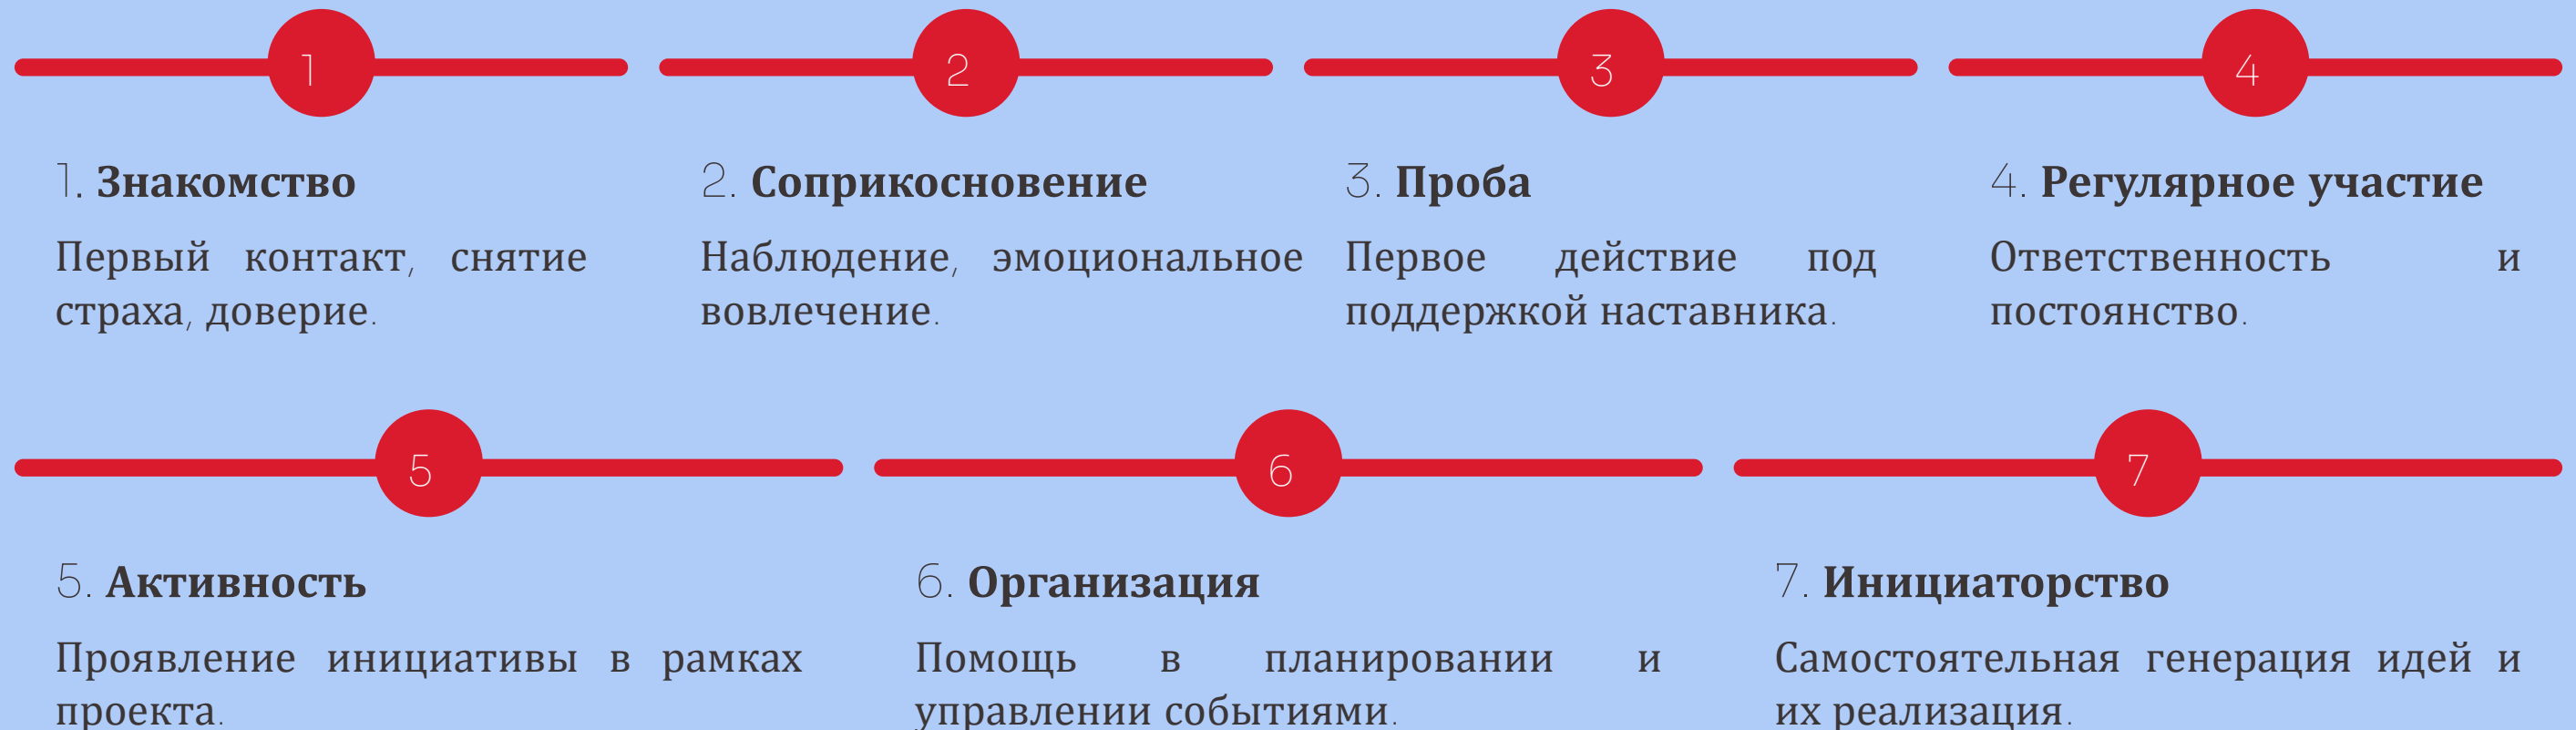 1
2
3
4
1. Знакомство
Первый контакт, снятие
страха, доверие.
2. Соприкосновение
Наблюдение, эмоциональное
вовлечение.
3. Проба
Первое действие под
поддержкой наставника.
4. Регулярное участие
Ответственность и
постоянство.
5
6
7
5. Активность
Проявление инициативы в рамках
проекта.
6. Организация
Помощь в планировании и
управлении событиями.
7. Инициаторство
Самостоятельная генерация идей и
их реализация.